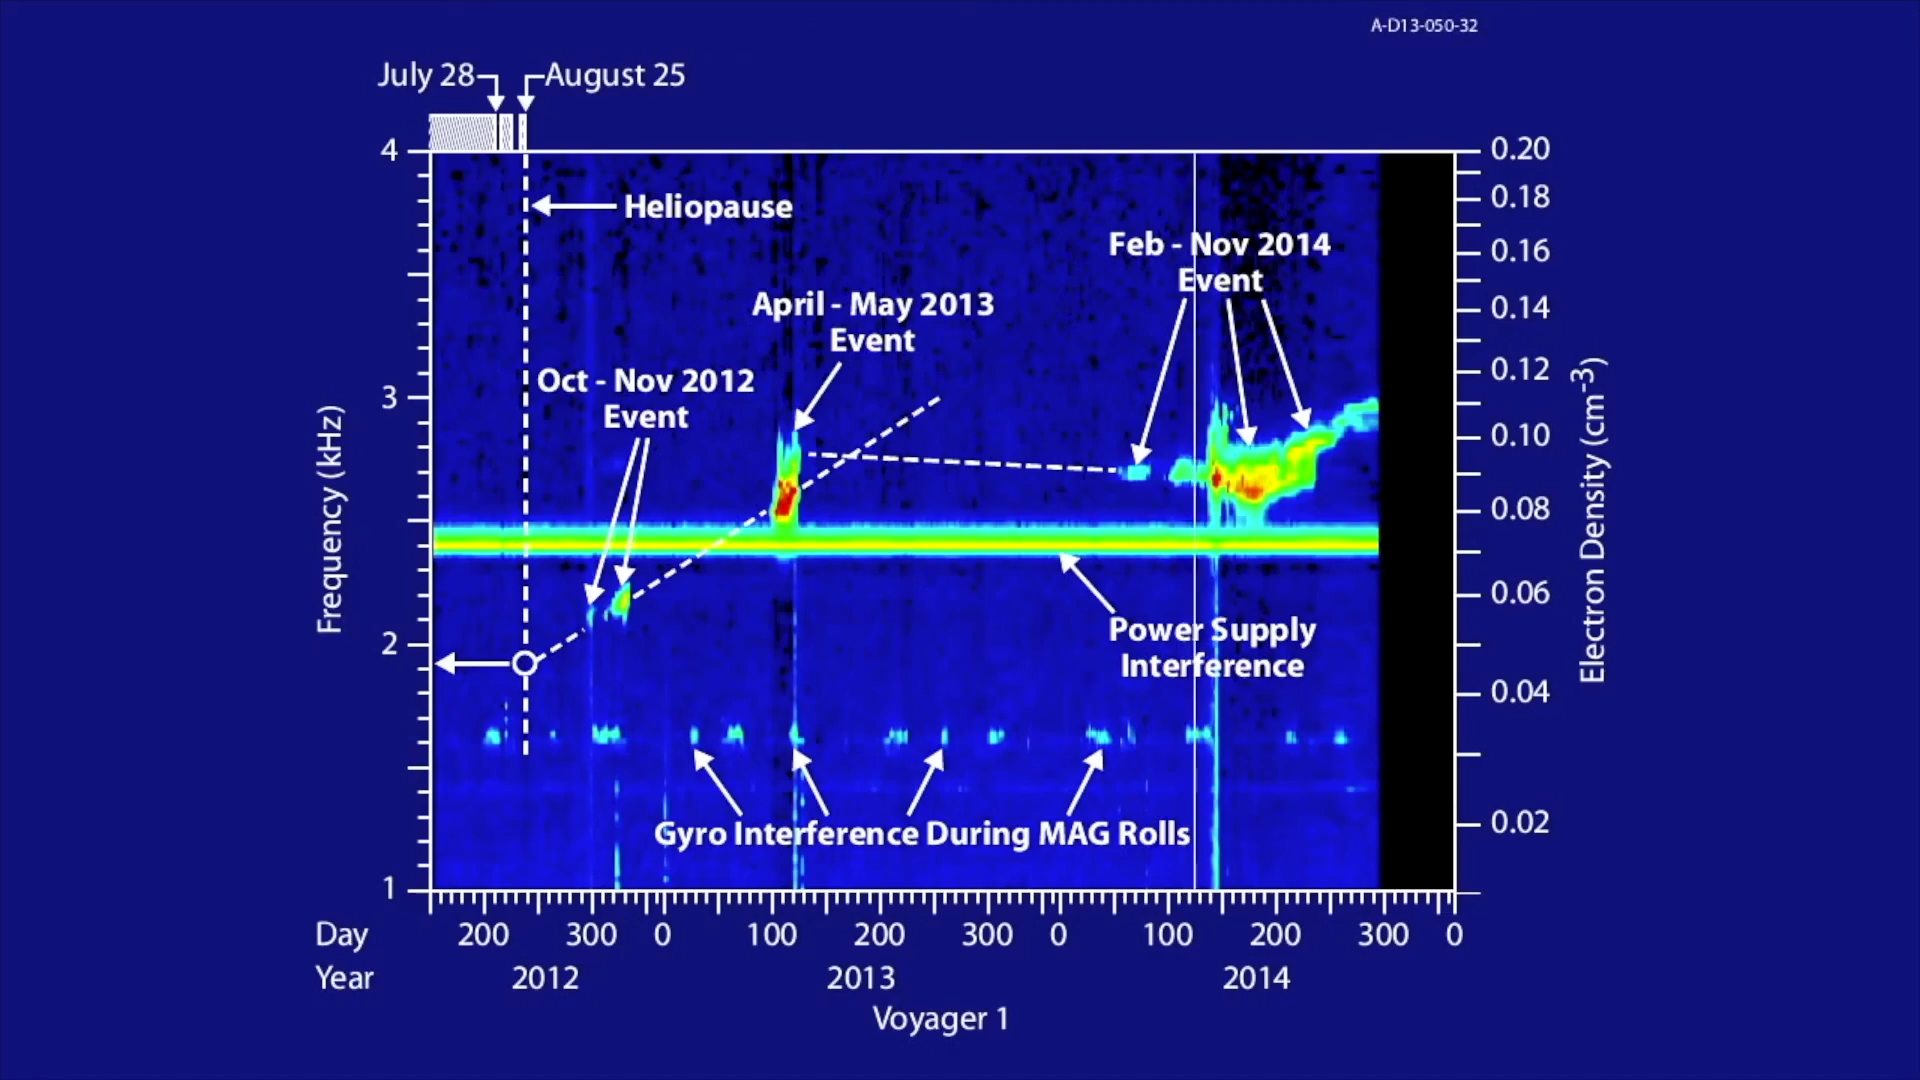 A-D13-050-32
July 28
August 25
4
3
2
1
Frequency (kHz)
Heliopause
Oct - Nov 2012
Event
April - May 2013
Event
Feb - Nov 2014
Event
Power Supply
Interference
Gyro Interference During MAG Rolls
0.20
0.18
0.16
0.14
0.12
0.10
0.08
0.06
0.04
0.02
Electron Density (cm-3)
Day 200 300 0 100 200 300 0 100 200 300 0
Year 2012 2013 2014
Voyager 1